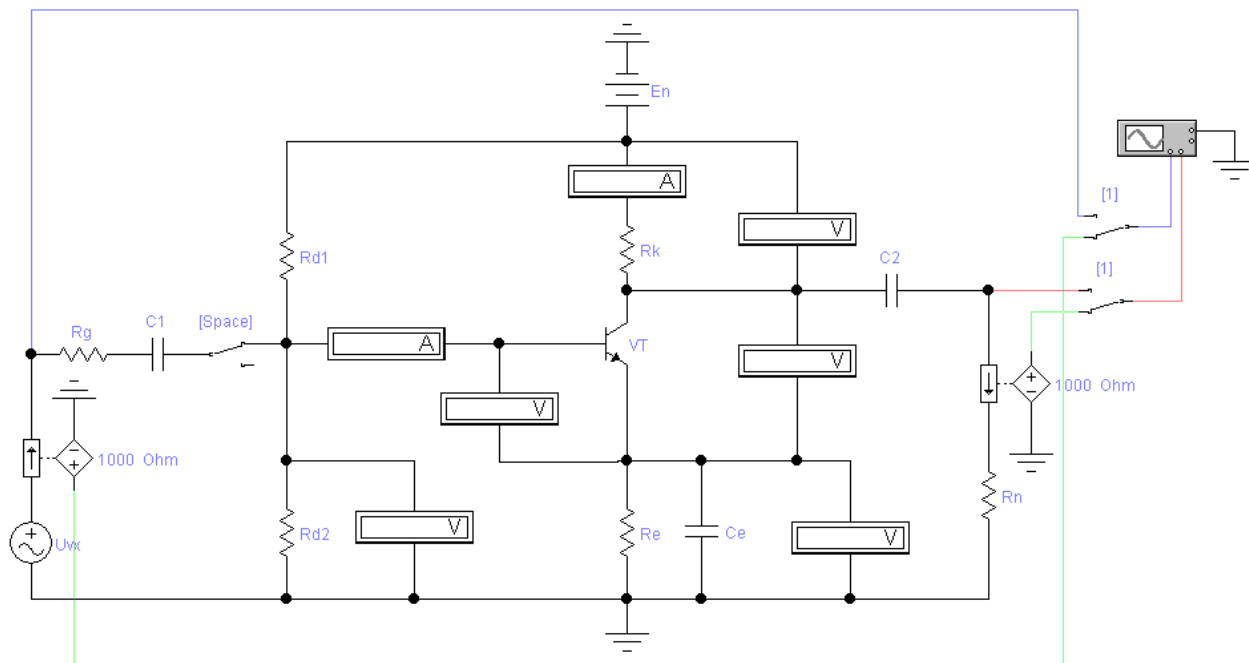 En
A
[1]
Rd1
Rk
V
C2
[1]
Rg
C1
[Space]
A
VT
V
V
1000 Ohm
1000 Ohm
Rd2
V
Re
Ce
V
Rn
Uvx